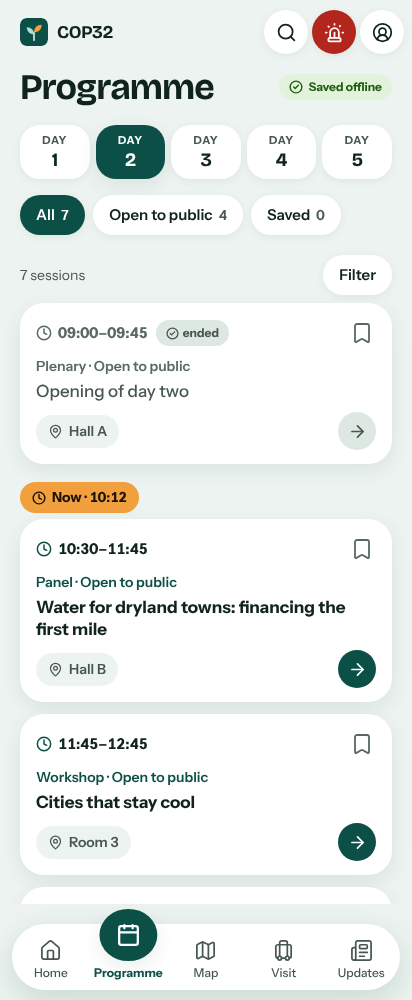 COP32
Programme
Saved offline
DAY
1
DAY
2
DAY
3
DAY
4
DAY
5
All 7
Open to public 4
Saved 0
7 sessions
Filter
09:00–09:45
ended
Plenary · Open to public
Opening of day two
Hall A
Now · 10:12
10:30–11:45
Panel · Open to public
Water for dryland towns: financing the
first mile
Hall B
11:45–12:45
Workshop · Open to public
Cities that stay cool
Room 3
Home
Programme
Map
Visit
Updates